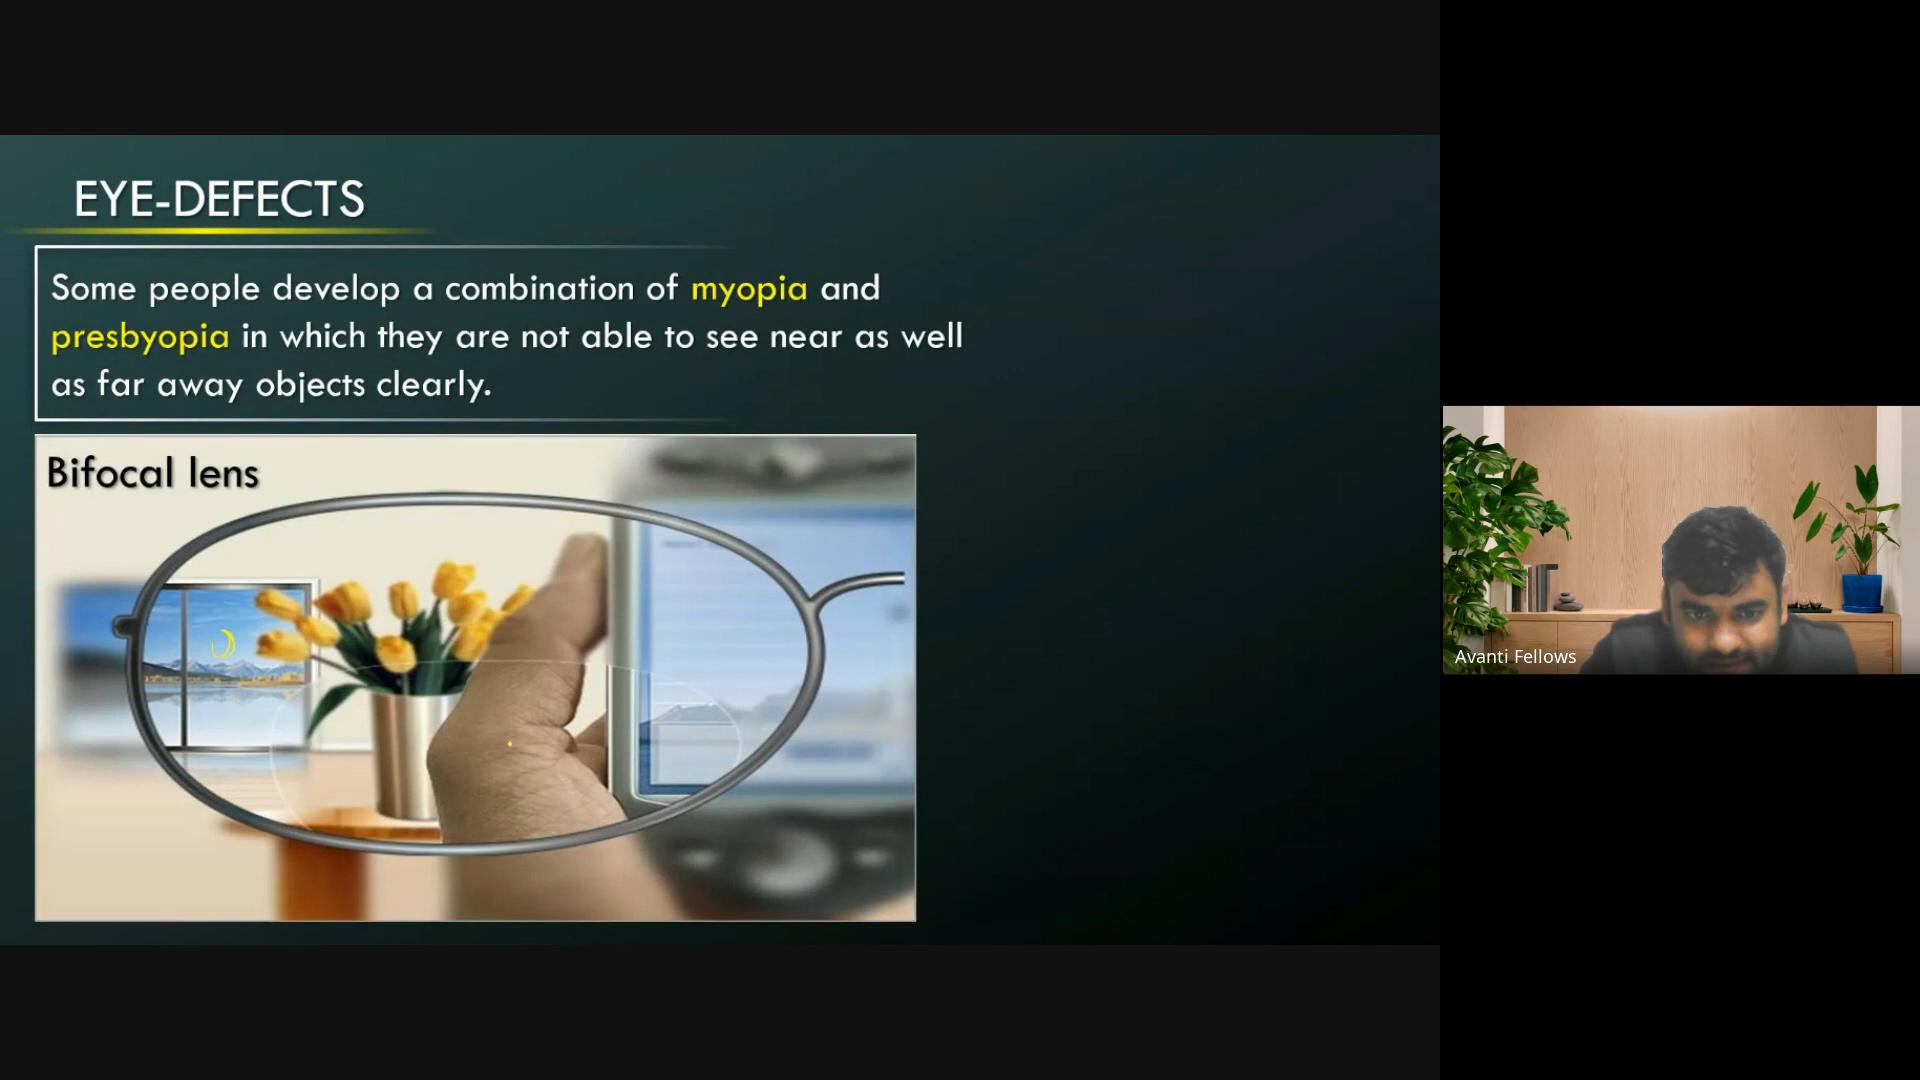 EYE-DEFECTS
Some people develop a combination of myopia and
presbyopia in which they are not able to see near as well
as far away objects clearly.
Bifocal lens
Avanti Fellows